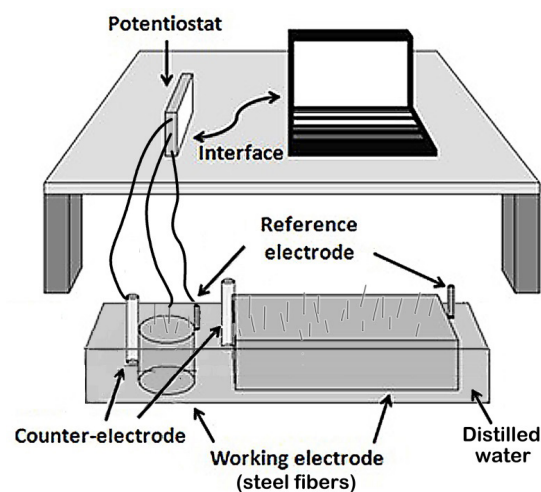 Potentiostat
Interface
Reference
electrode
Counter-electrode
Working electrode
(steel fibers)
Distilled
water